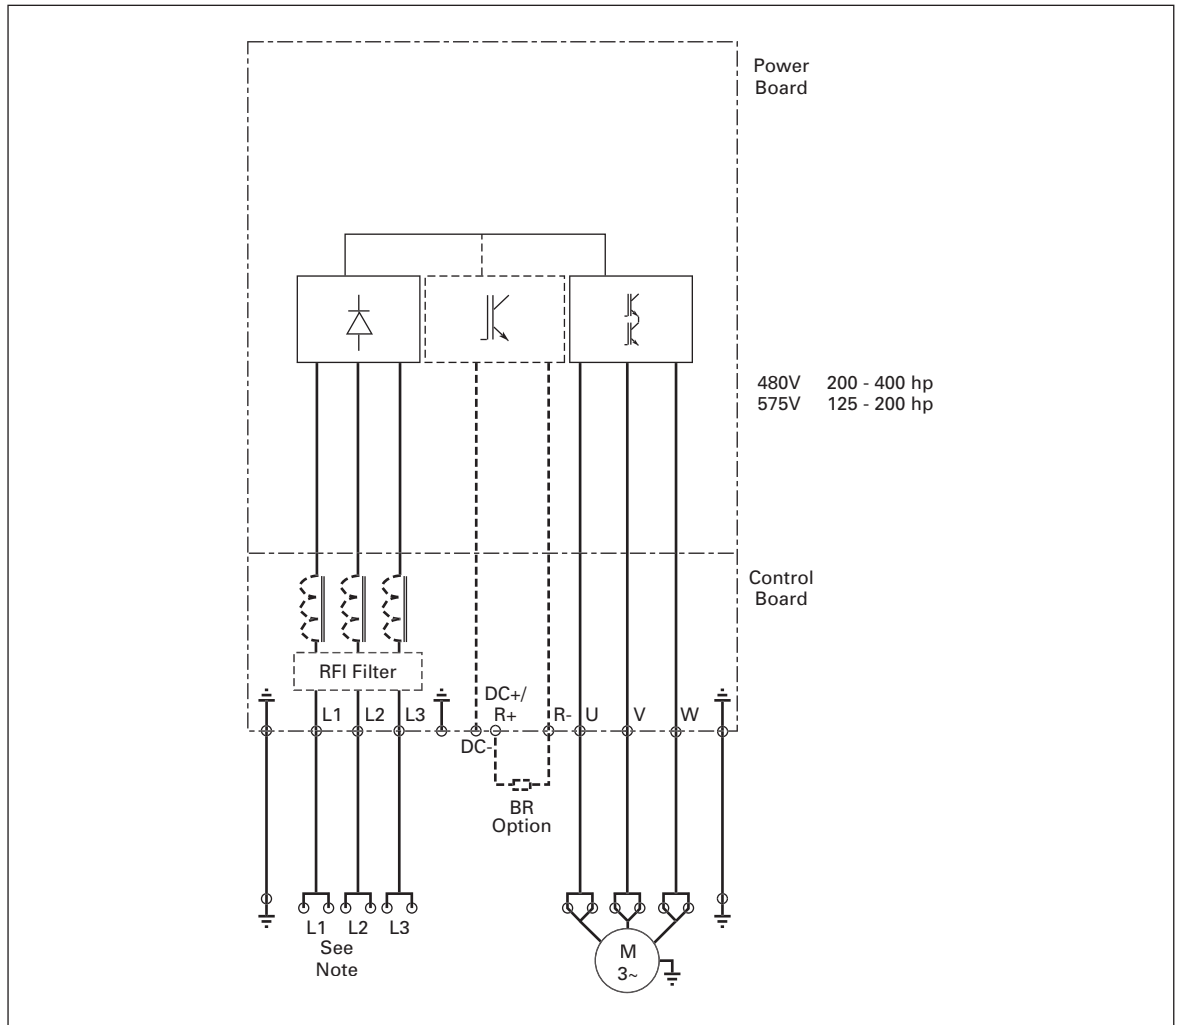 Power
Board
480V 200 - 400 hp
575V 125 - 200 hp
Control
Board
RFI Filter
DC+/
L1 L2 L3 R+ R- U V W
DC-
BR
Option
L1 L2 L3
See
Note
M
3~